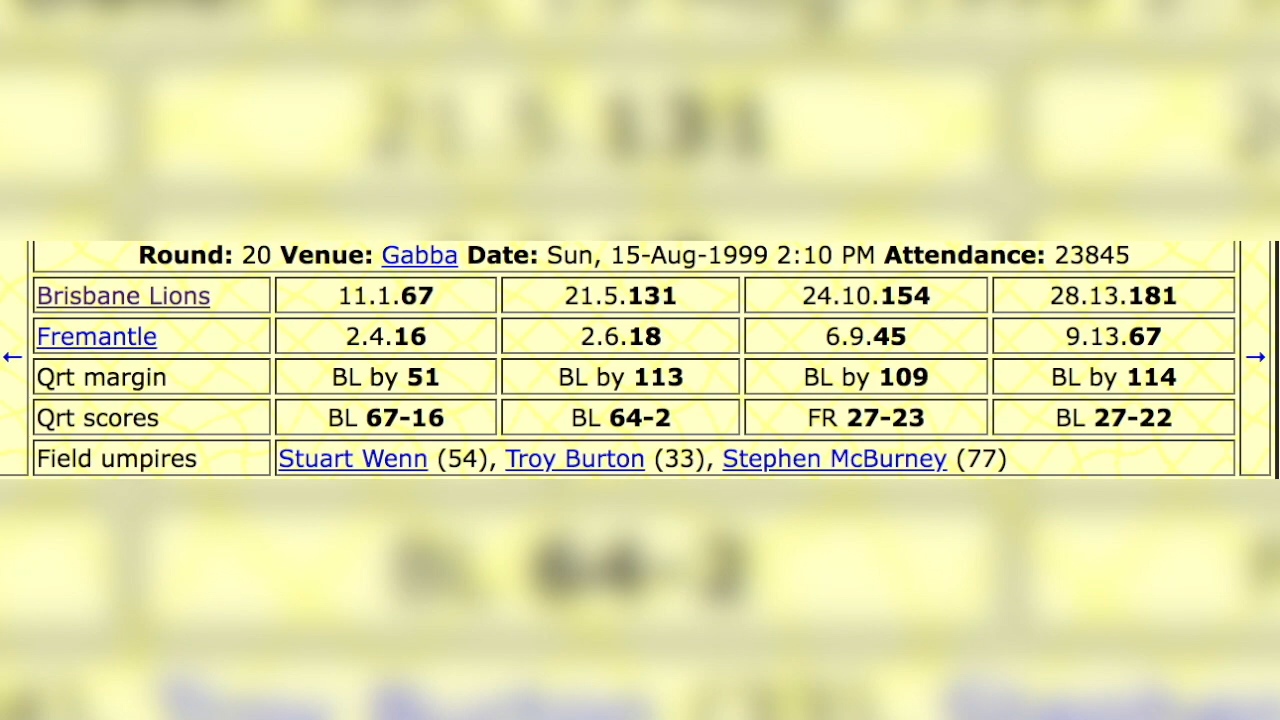 Round: 20 Venue: Gabba Date: Sun, 15-Aug-1999 2:10 PM Attendance: 23845
Brisbane Lions 11.1.67 21.5.131 24.10.154 28.13.181
Fremantle 2.4.16 2.6.18 6.9.45 9.13.67
Qrt margin BL by 51 BL by 113 BL by 109 BL by 114
Qrt scores BL 67-16 BL 64-2 FR 27-23 BL 27-22
Field umpires Stuart Wenn (54), Troy Burton (33), Stephen McBurney (77)
← →